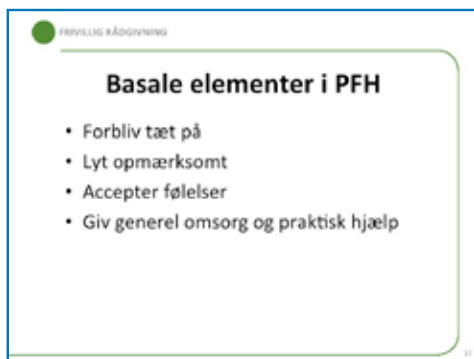 FRIVILLIG RÅDGIVNING
Basale elementer i PFH
• Forbliv tæt på
• Lyt opmærksomt
• Accepter følelser
• Giv generel omsorg og praktisk hjælp